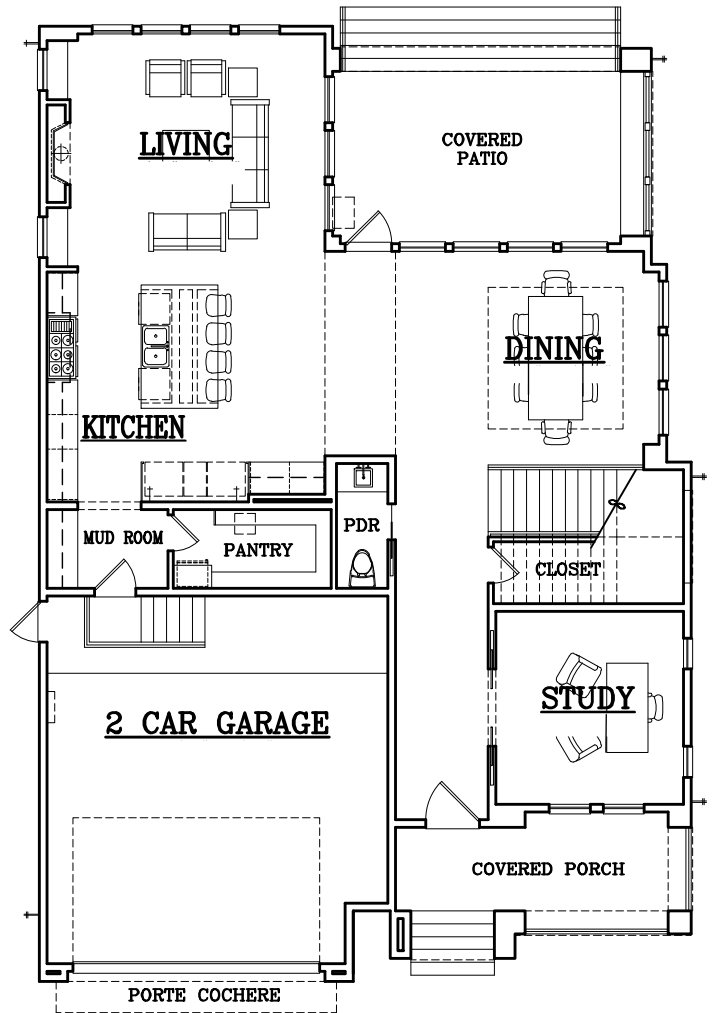 LIVING
COVERED
PATIO
DINING
KITCHEN
MUD ROOM
PANTRY
PDR
CLOSET
STUDY
2 CAR GARAGE
COVERED PORCH
PORTE COCHERE